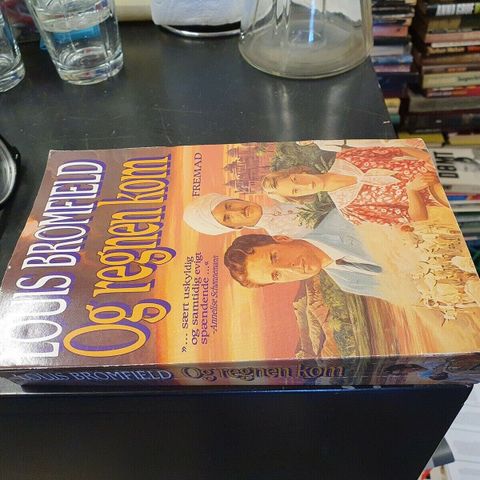 LOUIS BROMFIELD
Og regnen kom
FREMAD
»... sært uskyldig
og samtidig evigt
spændende ...«
-Annelise Schønnemann
LOUIS BROMFIELD
Og regnen kom